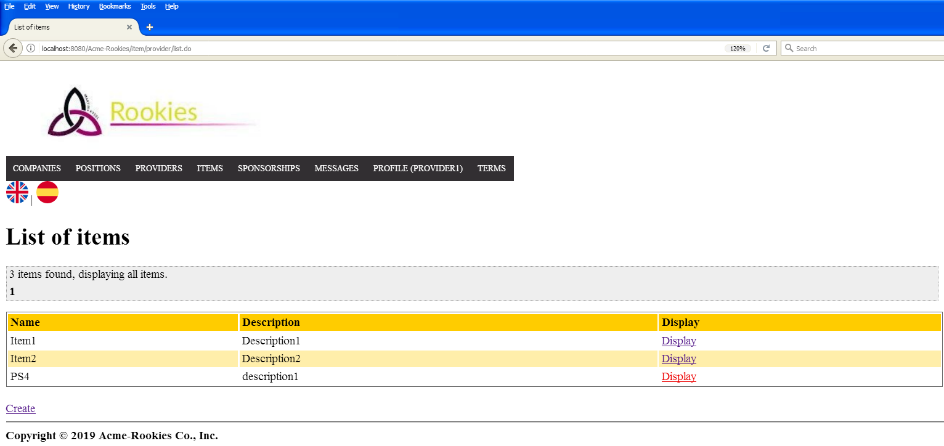 File Edit View History Bookmarks Tools Help
List of items
localhost:8080/Acme-Rookies/item/provider/list.do 120% Search
Rookies
COMPANIES POSITIONS PROVIDERS ITEMS SPONSORSHIPS MESSAGES PROFILE (PROVIDER1) TERMS
|
List of items
3 items found, displaying all items.
1
Name Description Display
Item1 Description1 Display
Item2 Description2 Display
PS4 description1 Display
Create
Copyright © 2019 Acme-Rookies Co., Inc.